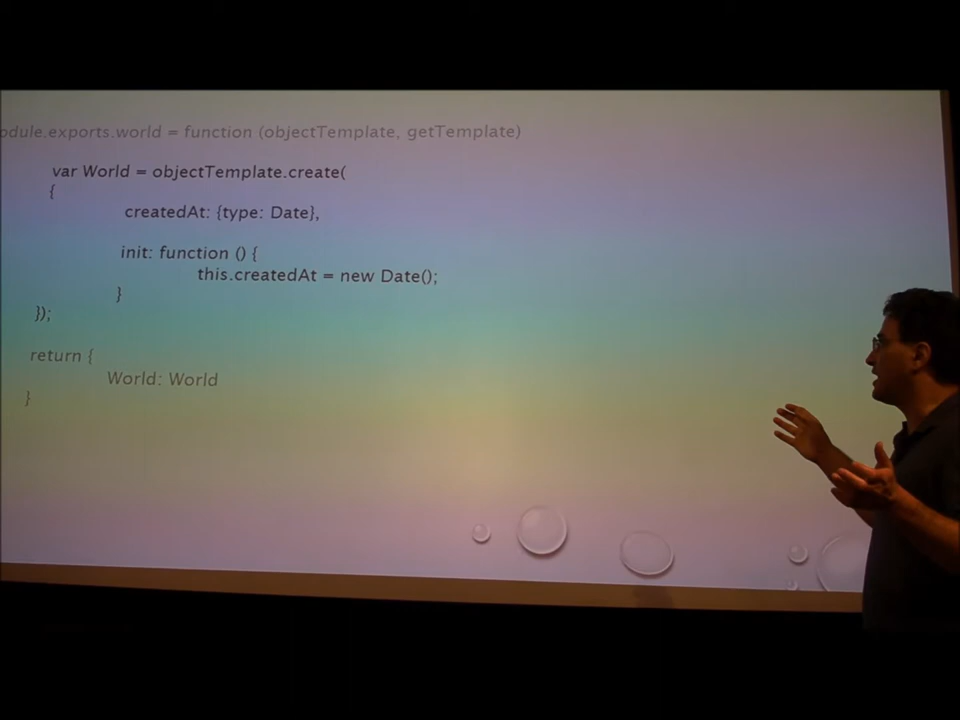 odule.exports.world = function (objectTemplate, getTemplate)
var World = objectTemplate.create(
{
createdAt: {type: Date},
init: function () {
this.createdAt = new Date();
}
});
return {
World: World
}